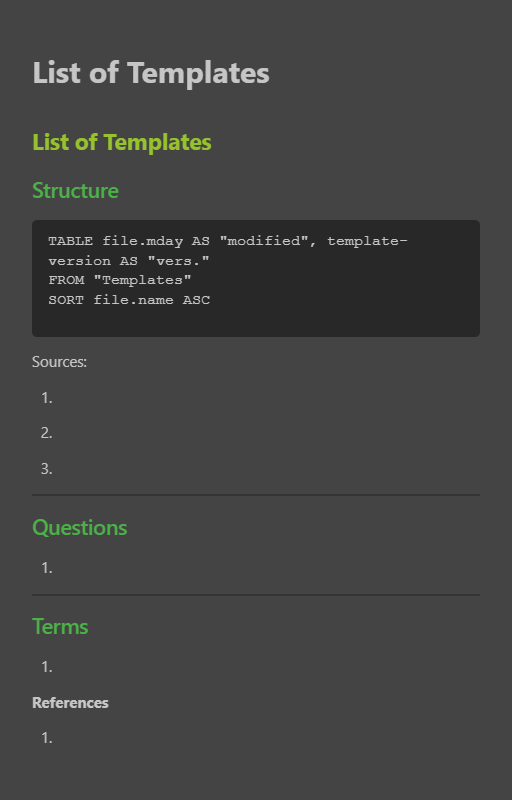 List of Templates
List of Templates
Structure
TABLE file.mday AS "modified", template-
version AS "vers."
FROM "Templates"
SORT file.name ASC
Sources:
1.
2.
3.
Questions
1.
Terms
1.
References
1.